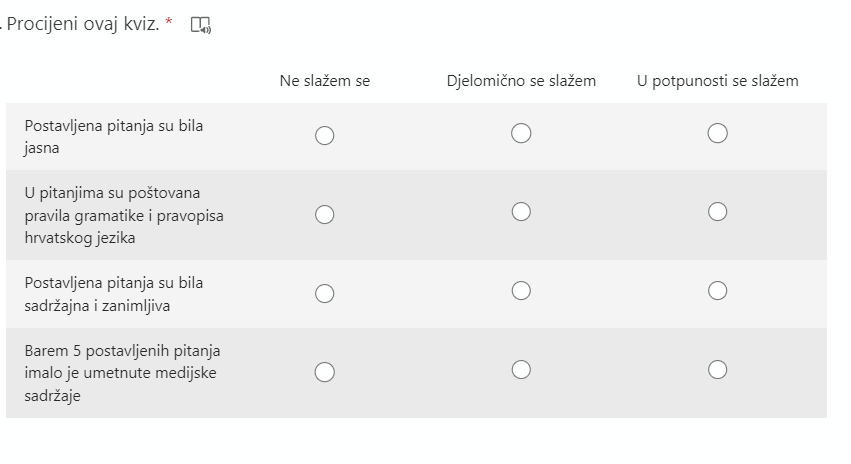 . Procijeni ovaj kviz. *
Ne slažem se
Djelomično se slažem
U potpunosti se slažem
Postavljena pitanja su bila
jasna
U pitanjima su poštovana
pravila gramatike i pravopisa
hrvatskog jezika
Postavljena pitanja su bila
sadržajna i zanimljiva
Barem 5 postavljenih pitanja
imalo je umetnute medijske
sadržaje